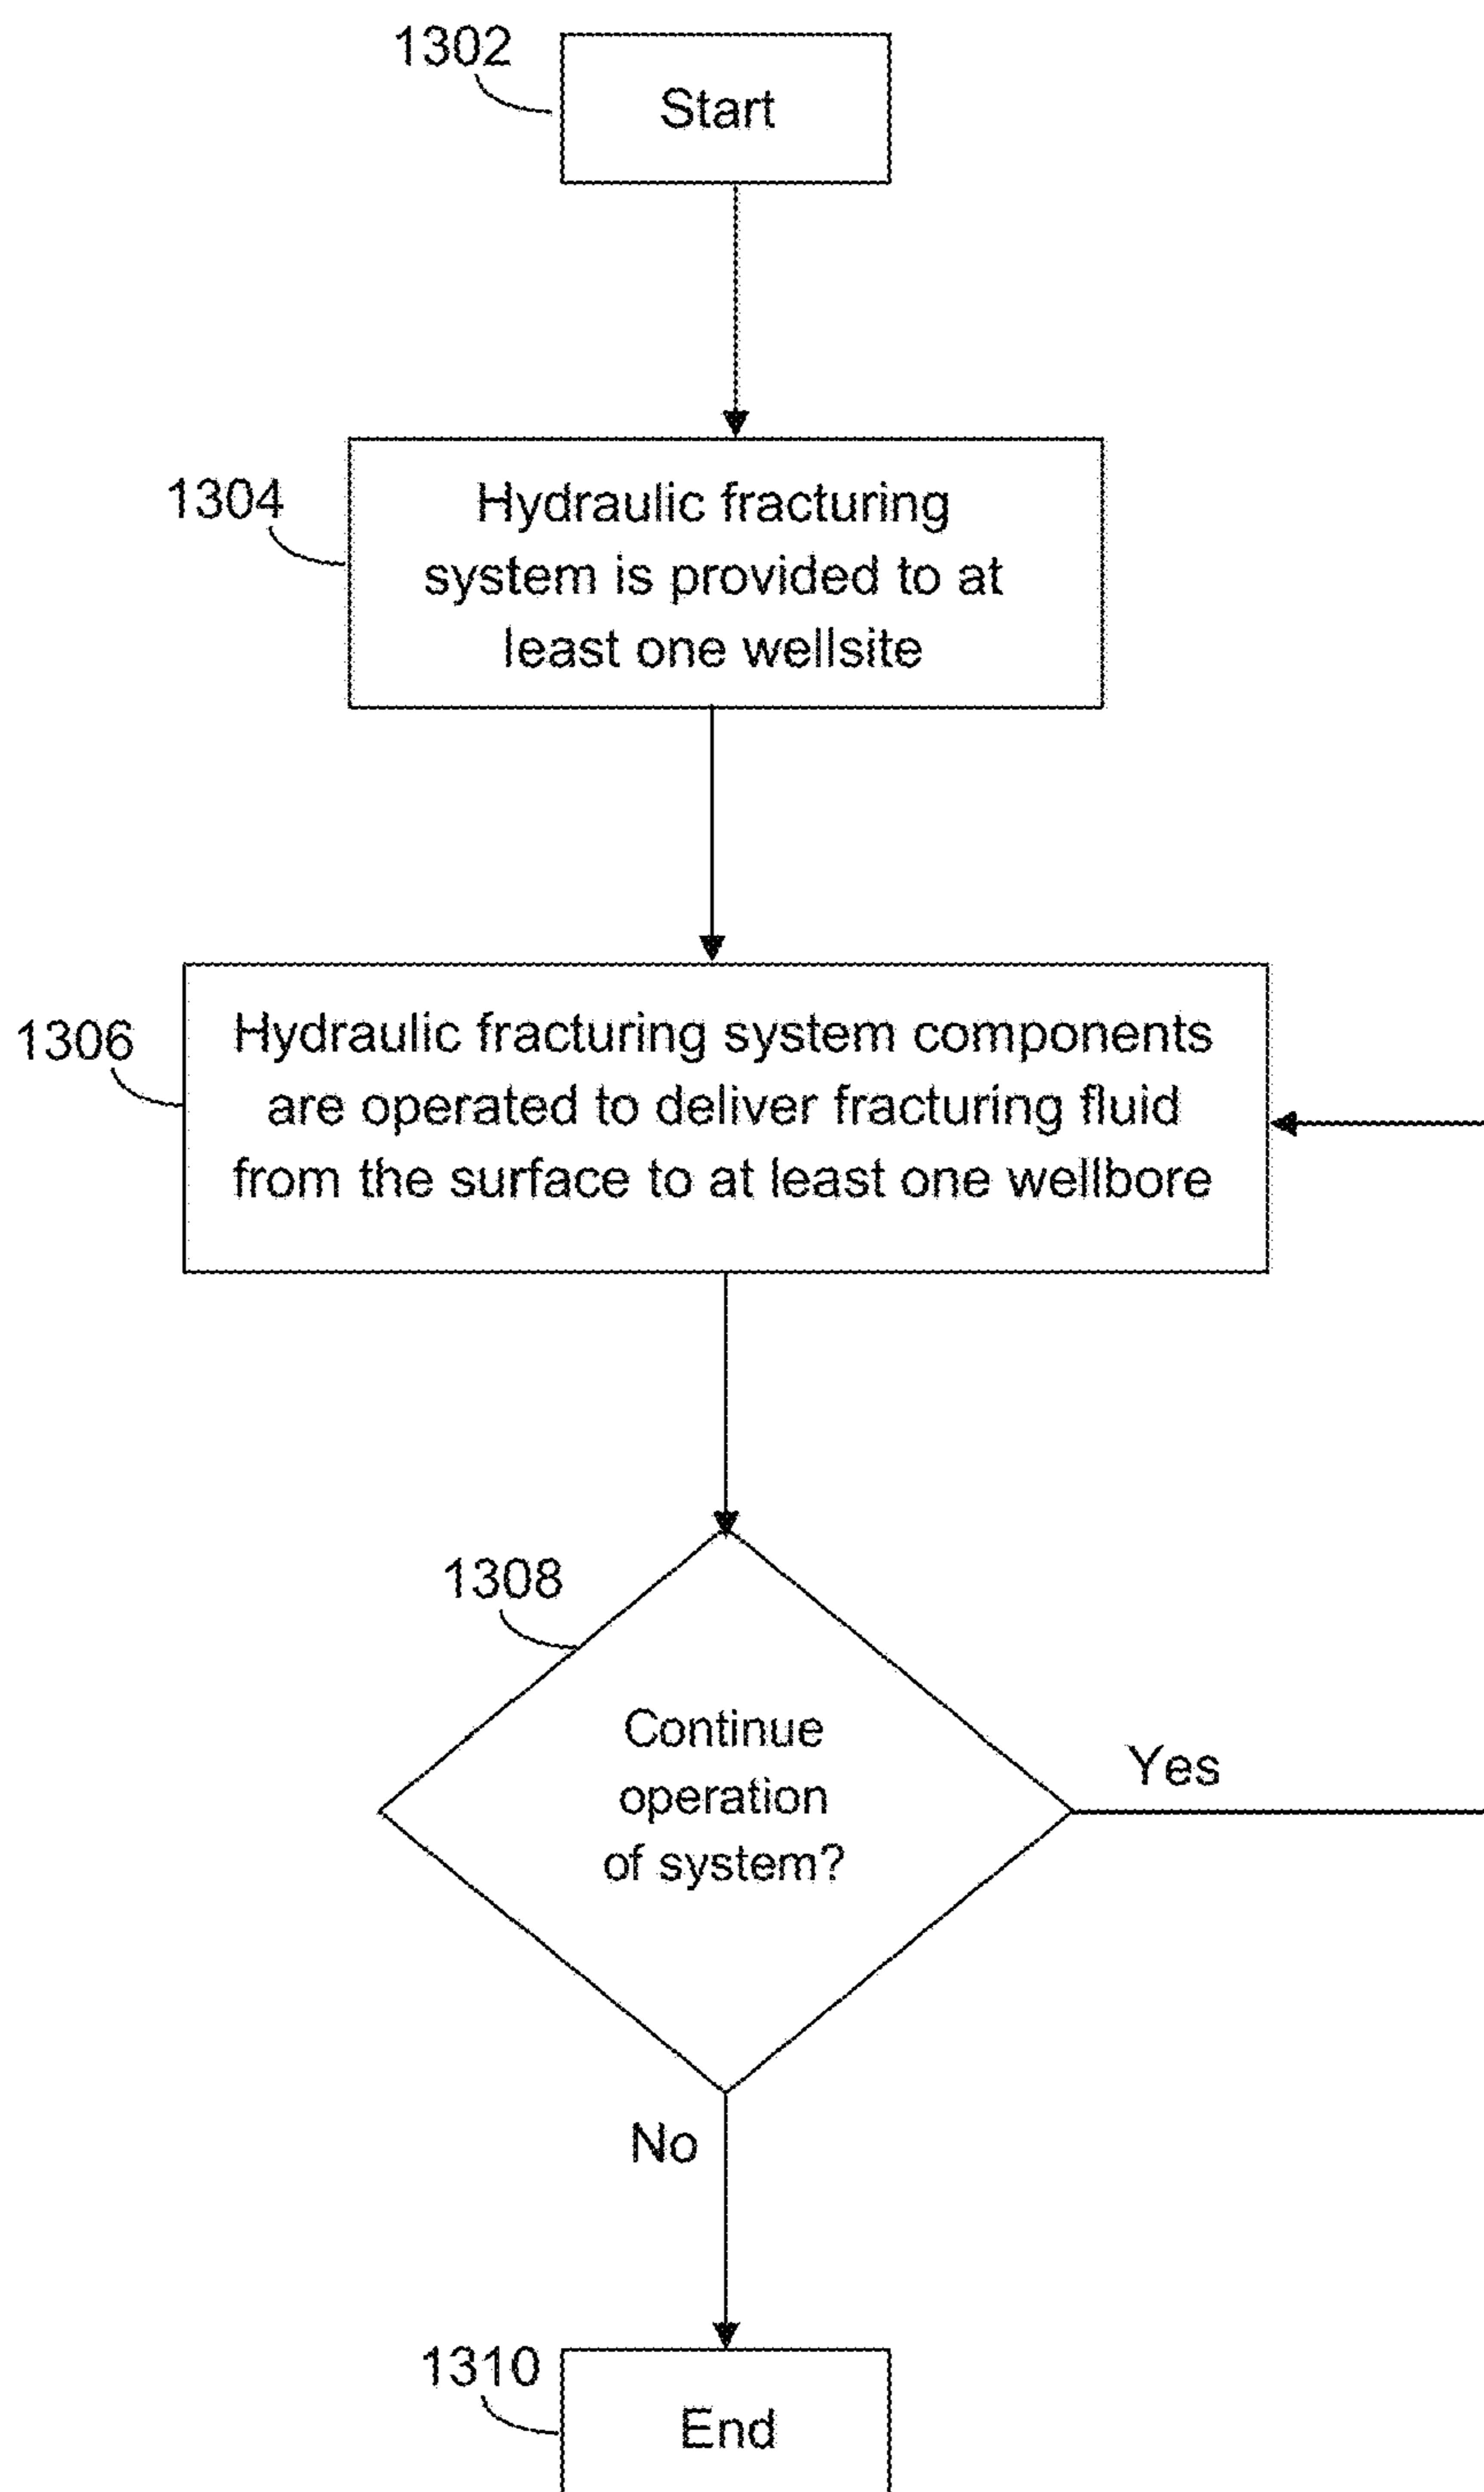 1302
Start
1304
Hydraulic fracturing
system is provided to at
least one wellsite
1306
Hydraulic fracturing system components
are operated to deliver fracturing fluid
from the surface to at least one wellbore
1308
Continue
operation
of system?
Yes
No
1310
End